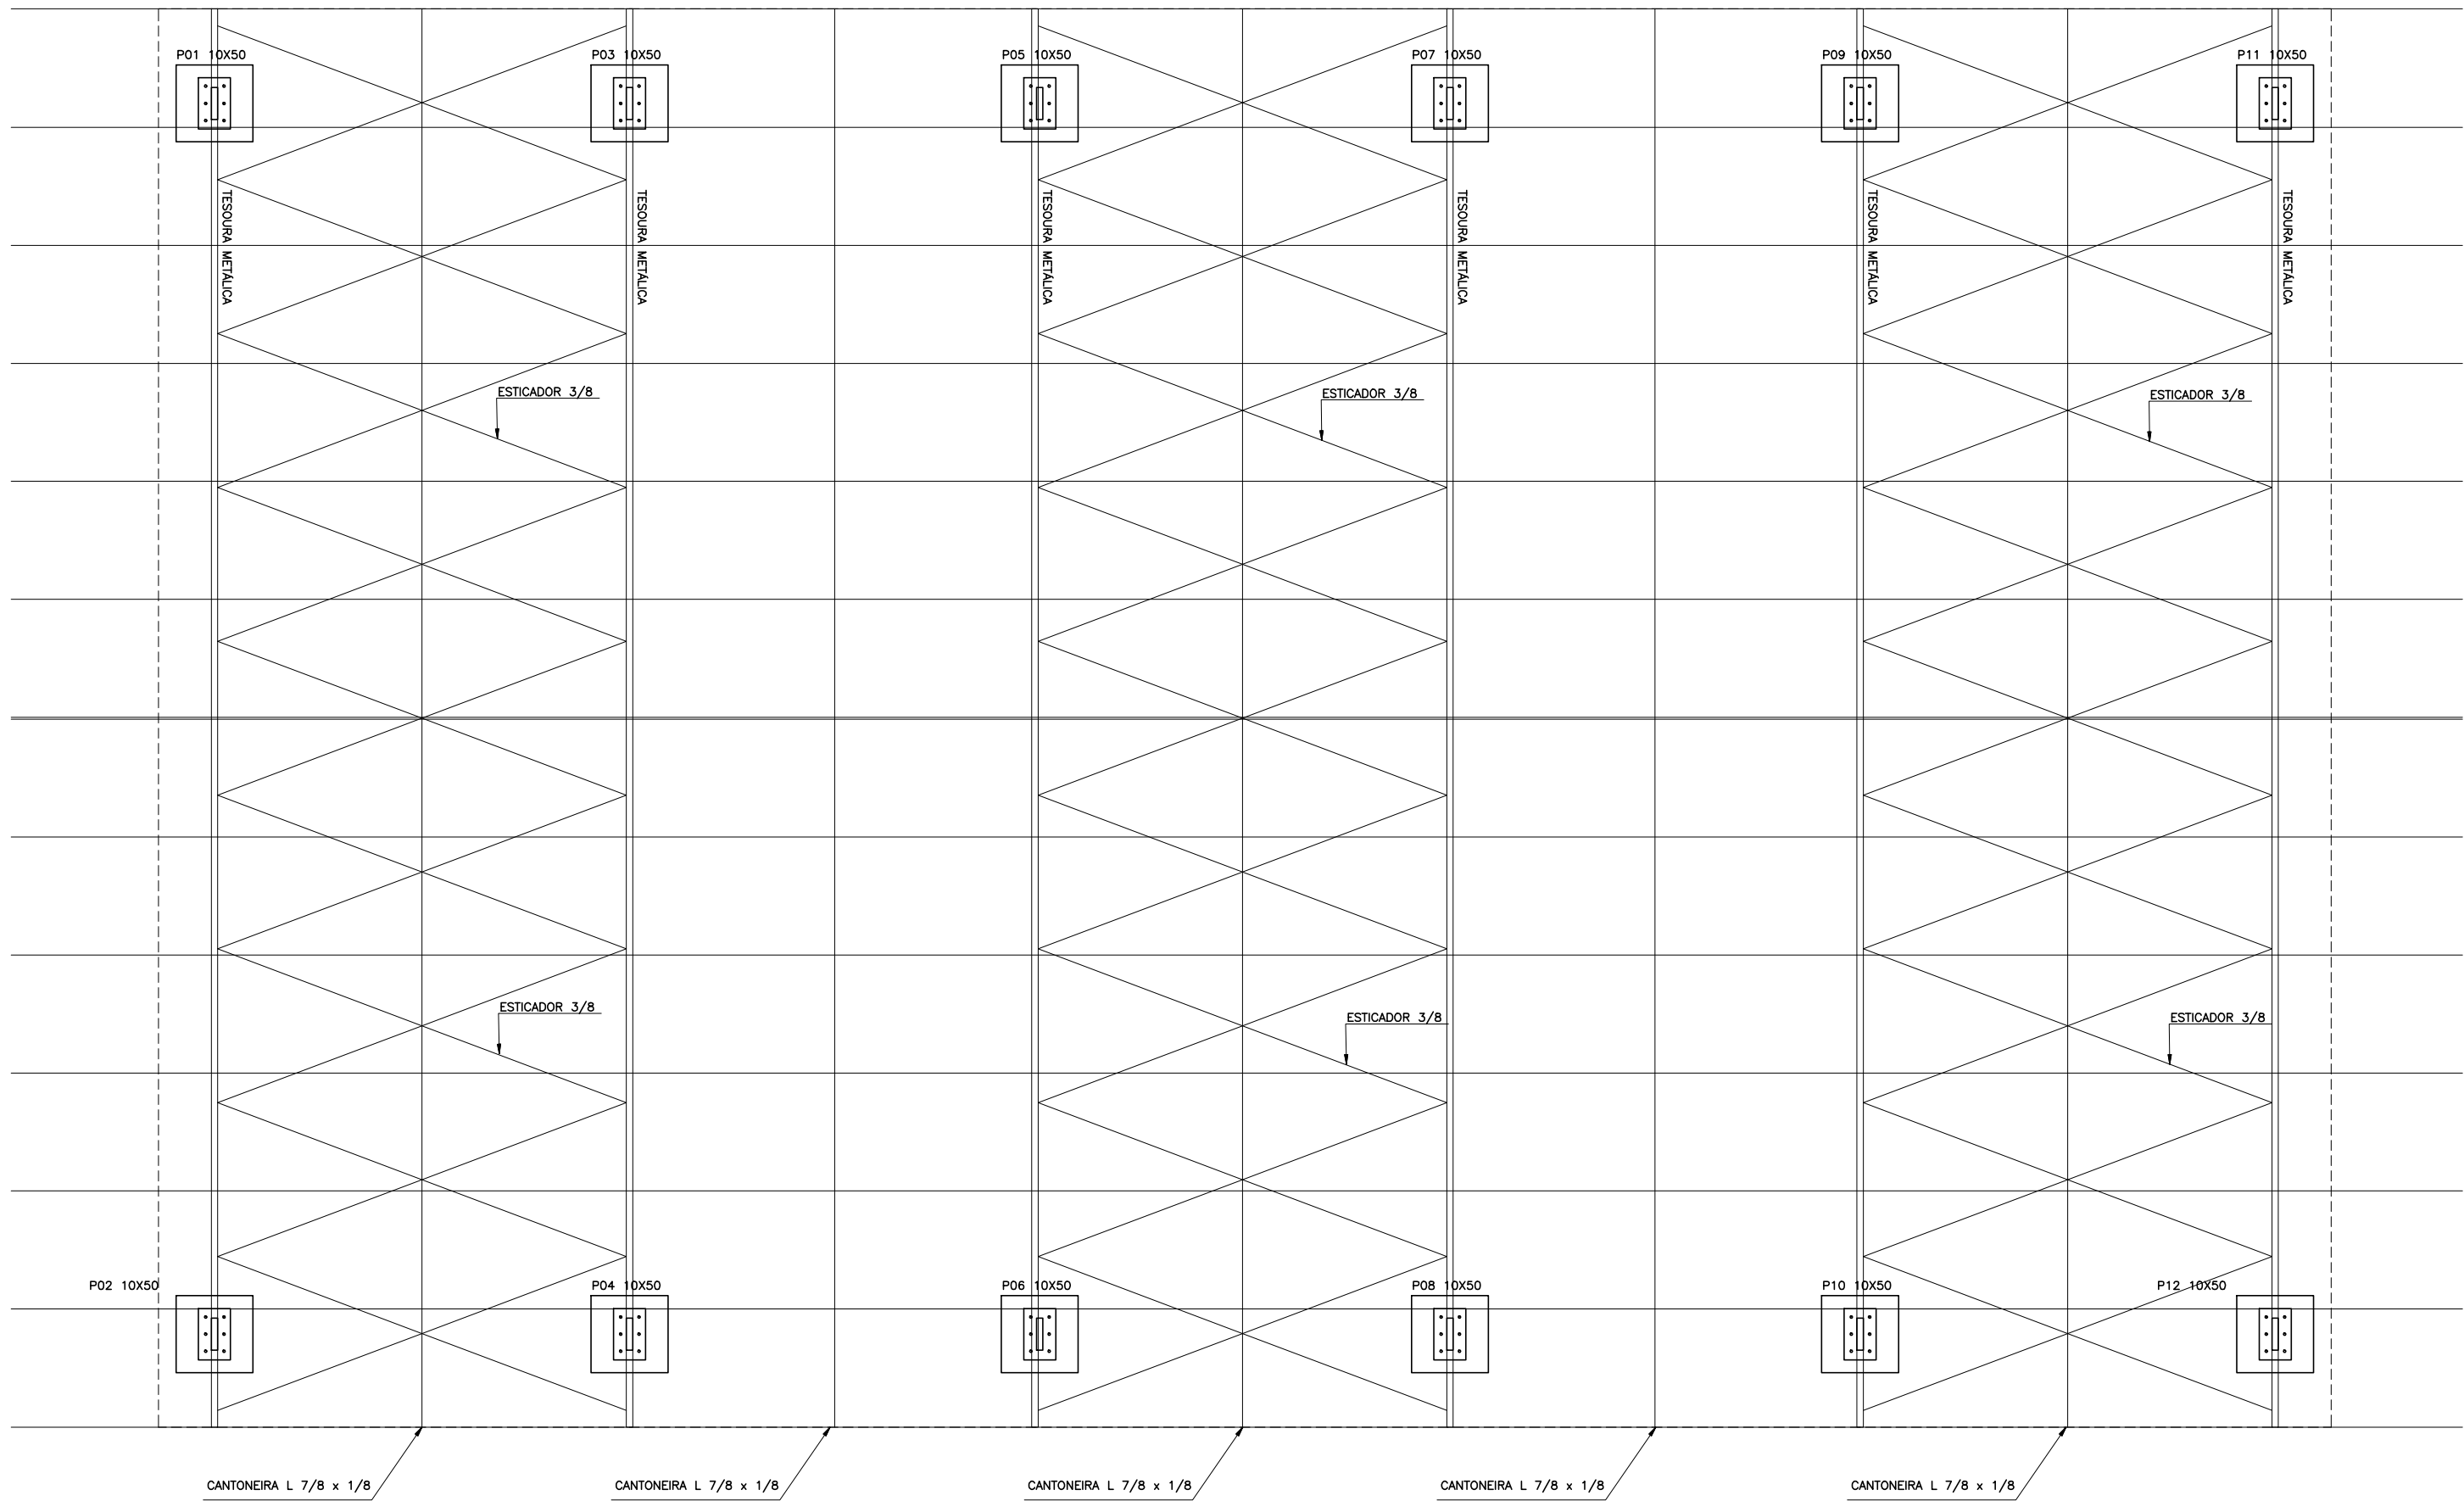 P01 10X50
P03 10X50
P05 10X50
P07 10X50
P09 10X50
P11 10X50
TESOURA METÁLICA
TESOURA METÁLICA
TESOURA METÁLICA
TESOURA METÁLICA
TESOURA METÁLICA
TESOURA METÁLICA
ESTICADOR 3/8
ESTICADOR 3/8
ESTICADOR 3/8
ESTICADOR 3/8
ESTICADOR 3/8
ESTICADOR 3/8
P02 10X50
P04 10X50
P06 10X50
P08 10X50
P10 10X50
P12 10X50
CANTONEIRA L 7/8 x 1/8
CANTONEIRA L 7/8 x 1/8
CANTONEIRA L 7/8 x 1/8
CANTONEIRA L 7/8 x 1/8
CANTONEIRA L 7/8 x 1/8